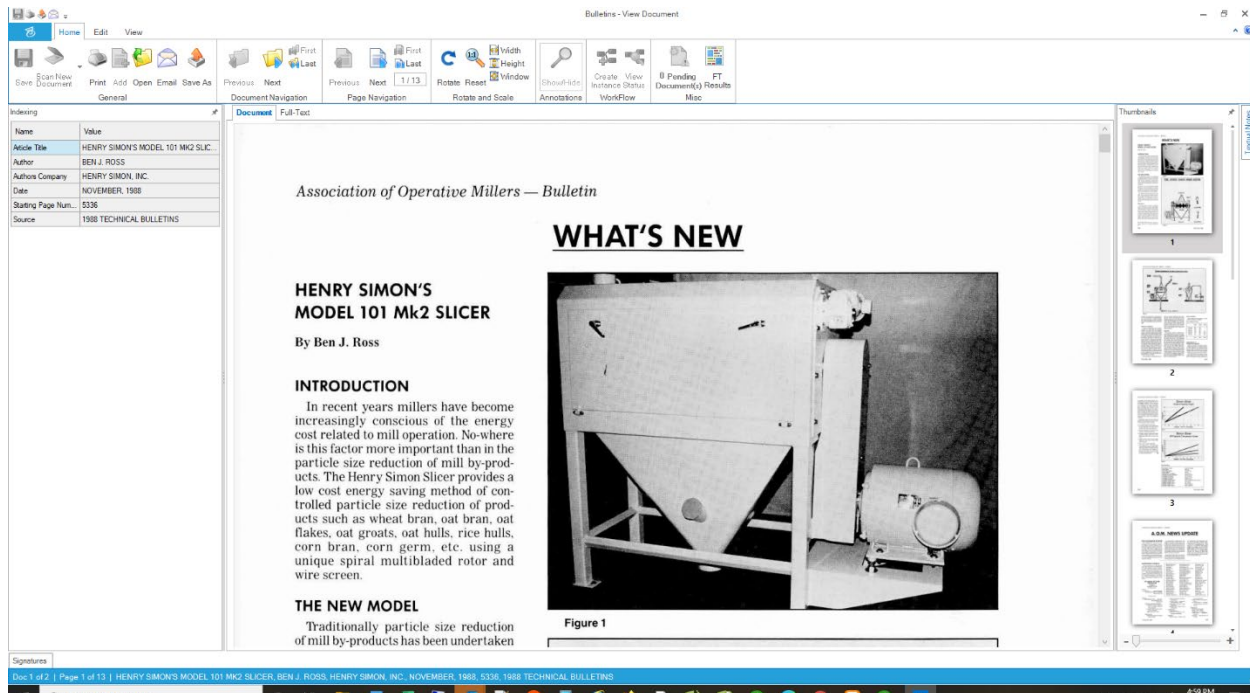 Bulletins - View Document
Home Edit View
Save
Scan New Document
Print Add Open Email Save As
General
Previous Next
First
Last
Document Navigation
Previous Next
First
Last
1 / 13
Page Navigation
Rotate Reset
Width
Height
Window
Rotate and Scale
Show/Hide
Annotations
Create Instance
View Status
WorkFlow
8 Pending Document(s)
FT Results
Misc
Indexing
Name Value
Article Title HENRY SIMON'S MODEL 101 MK2 SLIC...
Author BEN J. ROSS
Authors Company HENRY SIMON, INC.
Date NOVEMBER, 1988
Starting Page Num... 5336
Source 1988 TECHNICAL BULLETINS
Document Full-Text
Association of Operative Millers — Bulletin
WHAT'S NEW
HENRY SIMON'S
MODEL 101 Mk2 SLICER
By Ben J. Ross
INTRODUCTION
In recent years millers have become
increasingly conscious of the energy
cost related to mill operation. No-where
is this factor more important than in the
particle size reduction of mill by-prod-
ucts. The Henry Simon Slicer provides a
low cost energy saving method of con-
trolled particle size reduction of prod-
ucts such as wheat bran, oat bran, oat
flakes, oat groats, oat hulls, rice hulls,
corn bran, corn germ, etc. using a
unique spiral multibladed rotor and
wire screen.
THE NEW MODEL
Traditionally particle size reduction
of mill by-products has been undertaken
Figure 1
Thumbnails
WHAT'S NEW
1
2
3
A.O.M. NEWS UPDATE
4
Textual Notes
Signatures
Doc 1 of 2 | Page 1 of 13 | HENRY SIMON'S MODEL 101 MK2 SLICER, BEN J. ROSS, HENRY SIMON, INC., NOVEMBER, 1988, 5336, 1988 TECHNICAL BULLETINS
4:59 PM